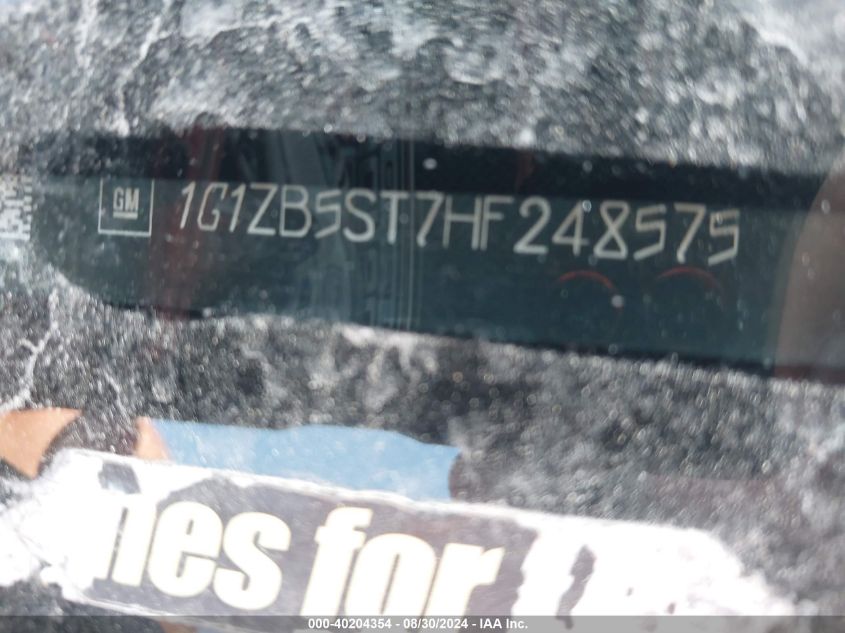 GM 1G1ZB5ST7HF248575
nes for
000-40204354 - 08/30/2024 - IAA Inc.